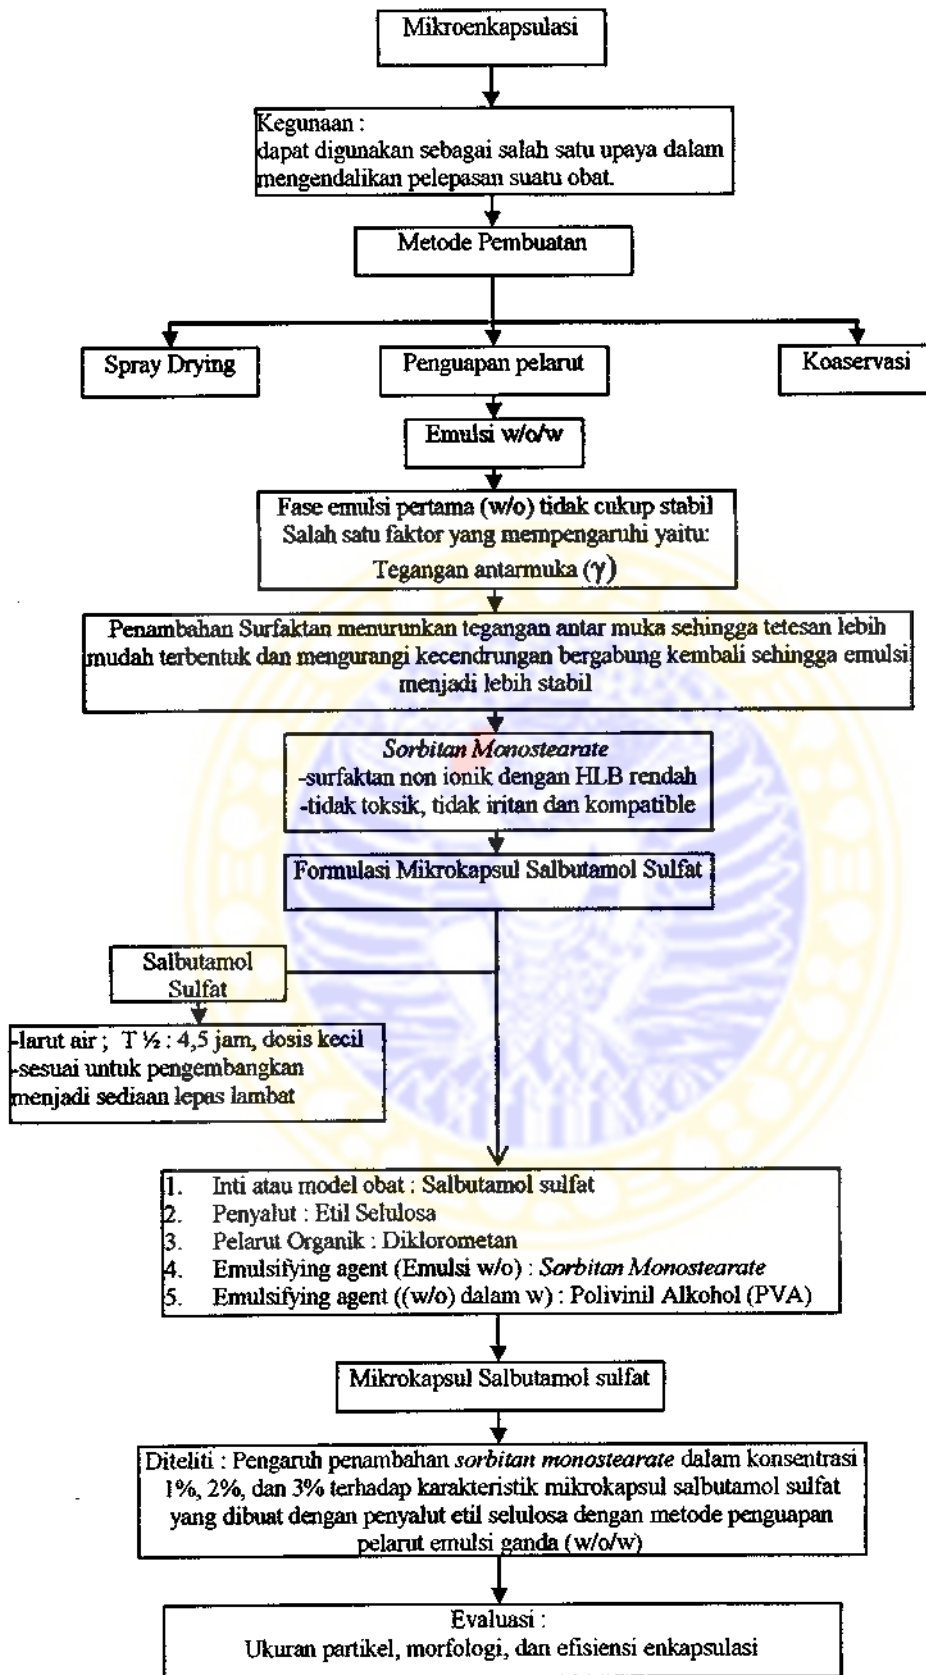 Mikroenkapsulasi
Kegunaan :
dapat digunakan sebagai salah satu upaya dalam
mengendalikan pelepasan suatu obat.
Metode Pembuatan
Spray Drying
Penguapan pelarut
Koaservasi
Emulsi w/o/w
Fase emulsi pertama (w/o) tidak cukup stabil
Salah satu faktor yang mempengaruhi yaitu:
Tegangan antarmuka (γ)
Penambahan Surfaktan menurunkan tegangan antar muka sehingga tetesan lebih
mudah terbentuk dan mengurangi kecendrungan bergabung kembali sehingga emulsi
menjadi lebih stabil
Sorbitan Monostearate
-surfaktan non ionik dengan HLB rendah
-tidak toksik, tidak iritan dan kompatible
Formulasi Mikrokapsul Salbutamol Sulfat
Salbutamol
Sulfat
-larut air ; T ½ : 4,5 jam, dosis kecil
-sesuai untuk pengembangkan
menjadi sediaan lepas lambat
1. Inti atau model obat : Salbutamol sulfat
2. Penyalut : Etil Selulosa
3. Pelarut Organik : Diklorometan
4. Emulsifying agent (Emulsi w/o) : Sorbitan Monostearate
5. Emulsifying agent ((w/o) dalam w) : Polivinil Alkohol (PVA)
Mikrokapsul Salbutamol sulfat
Diteliti : Pengaruh penambahan sorbitan monostearate dalam konsentrasi
1%, 2%, dan 3% terhadap karakteristik mikrokapsul salbutamol sulfat
yang dibuat dengan penyalut etil selulosa dengan metode penguapan
pelarut emulsi ganda (w/o/w)
Evaluasi :
Ukuran partikel, morfologi, dan efisiensi enkapsulasi